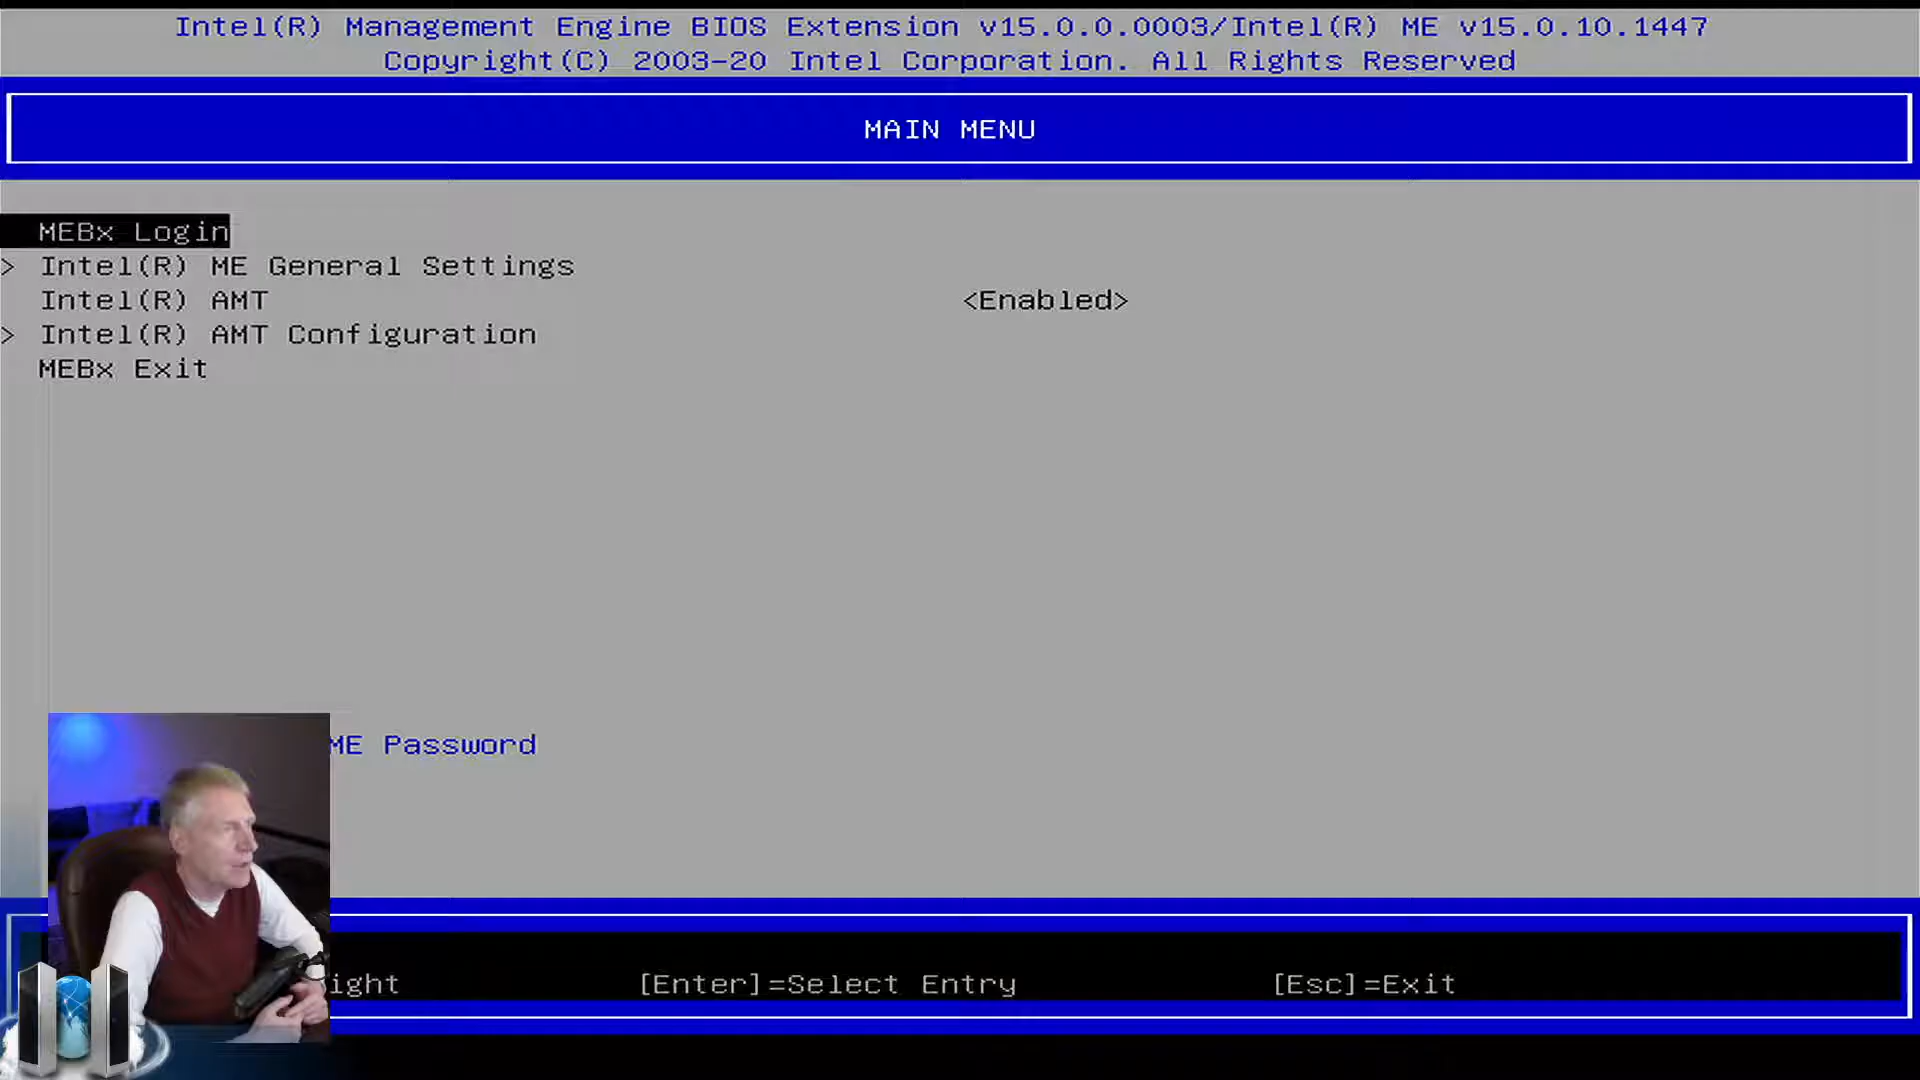 Intel(R) Management Engine BIOS Extension v15.0.0.0003/Intel(R) ME v15.0.10.1447
Copyright(C) 2003-20 Intel Corporation. All Rights Reserved
MAIN MENU
MEBx Login
> Intel(R) ME General Settings
Intel(R) AMT <Enabled>
> Intel(R) AMT Configuration
MEBx Exit
ME Password
ight [Enter]=Select Entry [Esc]=Exit